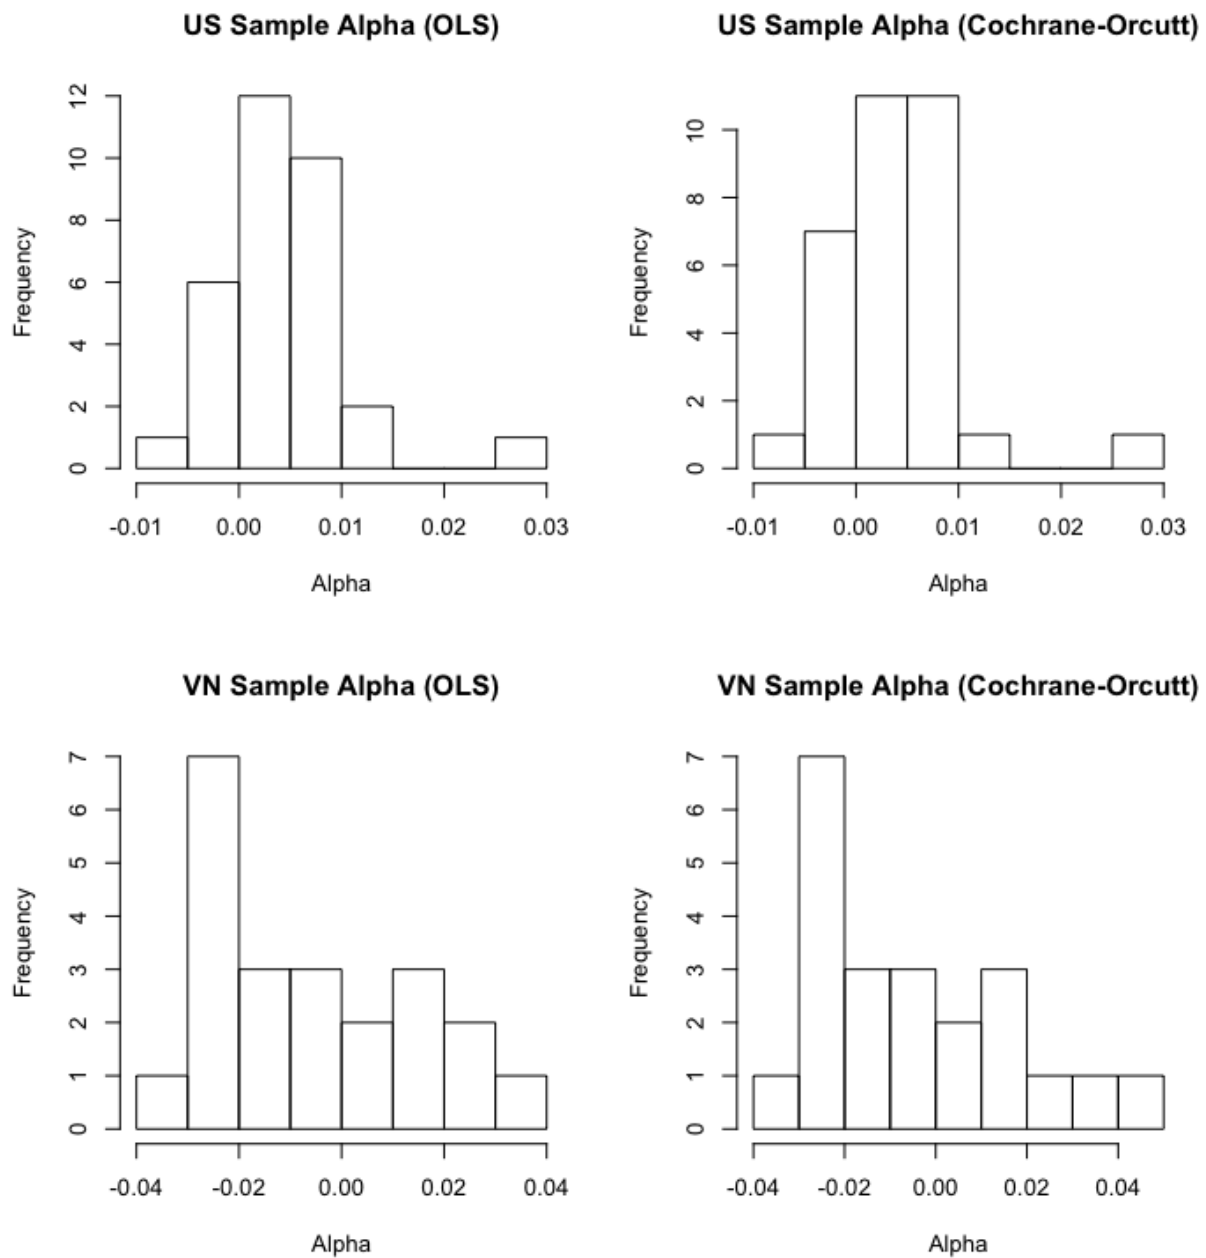 US Sample Alpha (OLS)
Frequency
12
10
8
6
4
2
0
-0.01 0.00 0.01 0.02 0.03
Alpha
US Sample Alpha (Cochrane-Orcutt)
Frequency
10
8
6
4
2
0
-0.01 0.00 0.01 0.02 0.03
Alpha
VN Sample Alpha (OLS)
Frequency
7
6
5
4
3
2
1
0
-0.04 -0.02 0.00 0.02 0.04
Alpha
VN Sample Alpha (Cochrane-Orcutt)
Frequency
7
6
5
4
3
2
1
0
-0.04 -0.02 0.00 0.02 0.04
Alpha